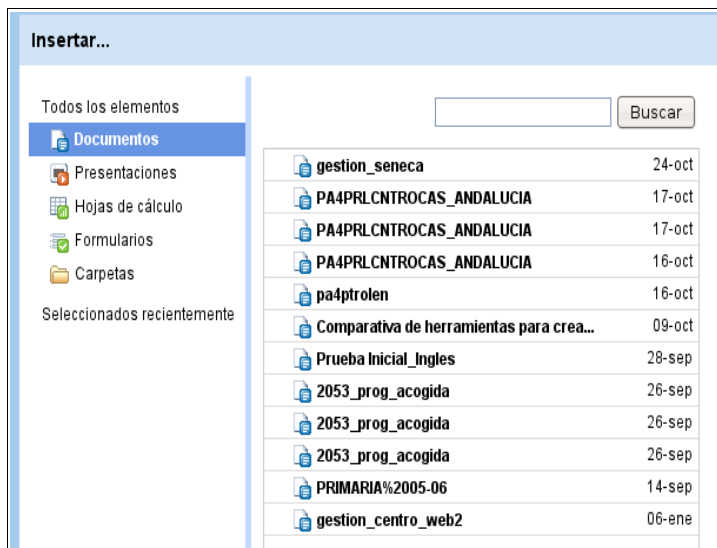 Insertar...
Todos los elementos
Documentos
Presentaciones
Hojas de cálculo
Formularios
Carpetas
Seleccionados recientemente
Buscar
gestion_seneca 24-oct
PA4PRLCNTROCAS_ANDALUCIA 17-oct
PA4PRLCNTROCAS_ANDALUCIA 17-oct
PA4PRLCNTROCAS_ANDALUCIA 16-oct
pa4ptrolen 16-oct
Comparativa de herramientas para crea... 09-oct
Prueba Inicial_Ingles 28-sep
2053_prog_acogida 26-sep
2053_prog_acogida 26-sep
2053_prog_acogida 26-sep
PRIMARIA%2005-06 14-sep
gestion_centro_web2 06-ene